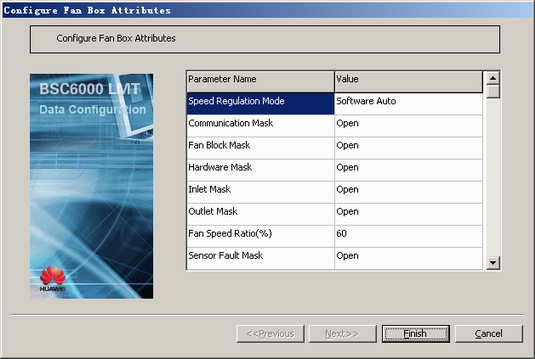 Configure Fan Box Attributes
Configure Fan Box Attributes
BSC6000 LMT
Data Configuration
HUAWEI
Parameter Name Value
Speed Regulation Mode Software Auto
Communication Mask Open
Fan Block Mask Open
Hardware Mask Open
Inlet Mask Open
Outlet Mask Open
Fan Speed Ratio(%) 60
Sensor Fault Mask Open
<<Previous Next>> Finish Cancel